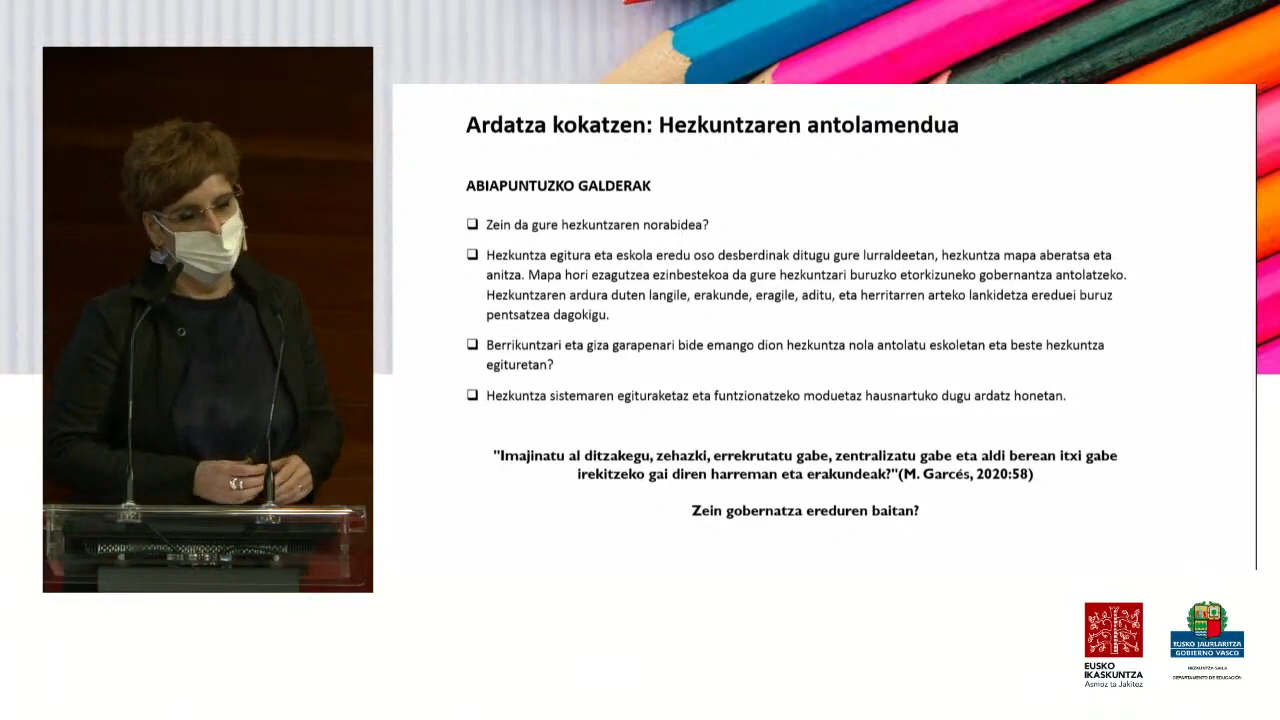 Ardatza kokatzen: Hezkuntzaren antolamendua
ABIAPUNTUZKO GALDERAK
Zein da gure hezkuntzaren norabidea?
Hezkuntza egitura eta eskola eredu oso desberdinak ditugu gure lurraldeetan, hezkuntza mapa aberatsa eta
anitza. Mapa hori ezagutzea ezinbestekoa da gure hezkuntzari buruzko etorkizuneko gobernantza antolatzeko.
Hezkuntzaren ardura duten langile, erakunde, eragile, aditu, eta herritarren arteko lankidetza ereduei buruz
pentsatzea dagokigu.
Berrikuntzari eta giza garapenari bide emango dion hezkuntza nola antolatu eskoletan eta beste hezkuntza
egituretan?
Hezkuntza sistemaren egituraketaz eta funtzionatzeko moduetaz hausnartuko dugu ardatz honetan.
"Imajinatu al ditzakegu, zehazki, errekrutatu gabe, zentralizatu gabe eta aldi berean itxi gabe
irekitzeko gai diren harreman eta erakundeak?"(M. Garcés, 2020:58)
Zein gobernatza ereduren baitan?
EUSKO
IKASKUNTZA
Asmoz ta Jakitez
EUSKO JAURLARITZA
GOBIERNO VASCO
HEZKUNTZA SAILA
DEPARTAMENTO DE EDUCACIÓN